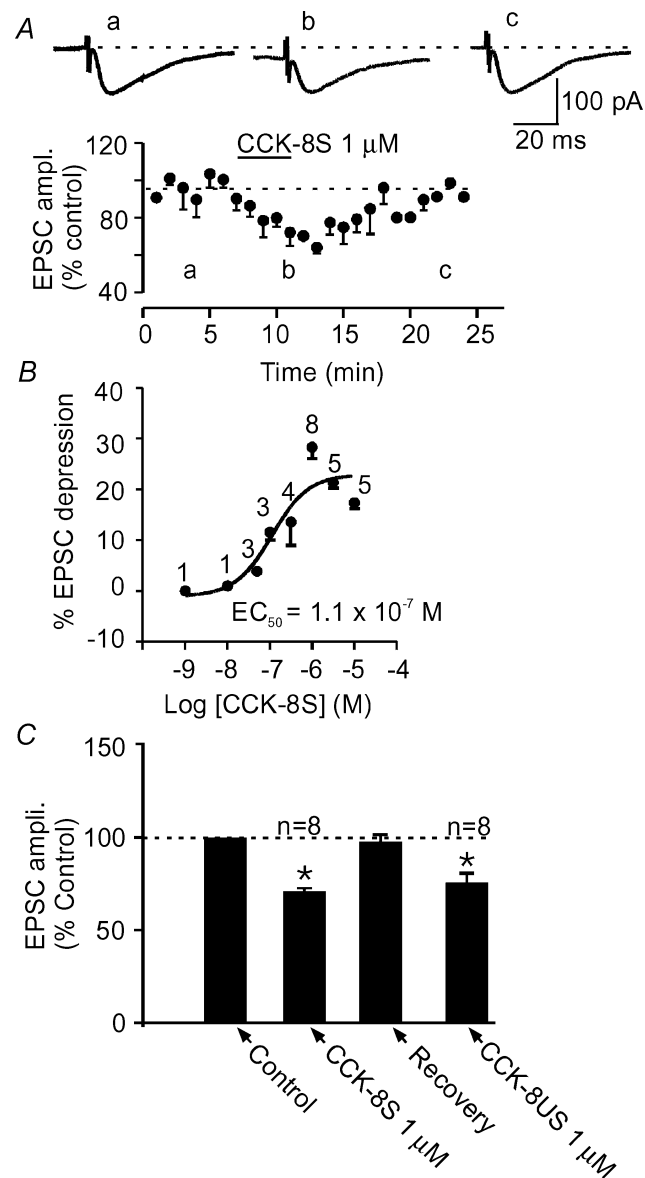 A
a
b
c
100 pA
20 ms
CCK-8S 1 µM
EPSC ampl.
(% control)
120
80
40
a
b
c
0
5
10
15
20
25
Time (min)
B
% EPSC depression
40
30
20
10
0
-10
1
1
3
3
4
8
5
5
EC50 = 1.1 x 10-7 M
-9
-8
-7
-6
-5
-4
Log [CCK-8S] (M)
C
EPSC ampli.
(% Control)
150
100
50
0
n=8
n=8
*
*
Control
CCK-8S 1 µM
Recovery
CCK-8US 1 µM